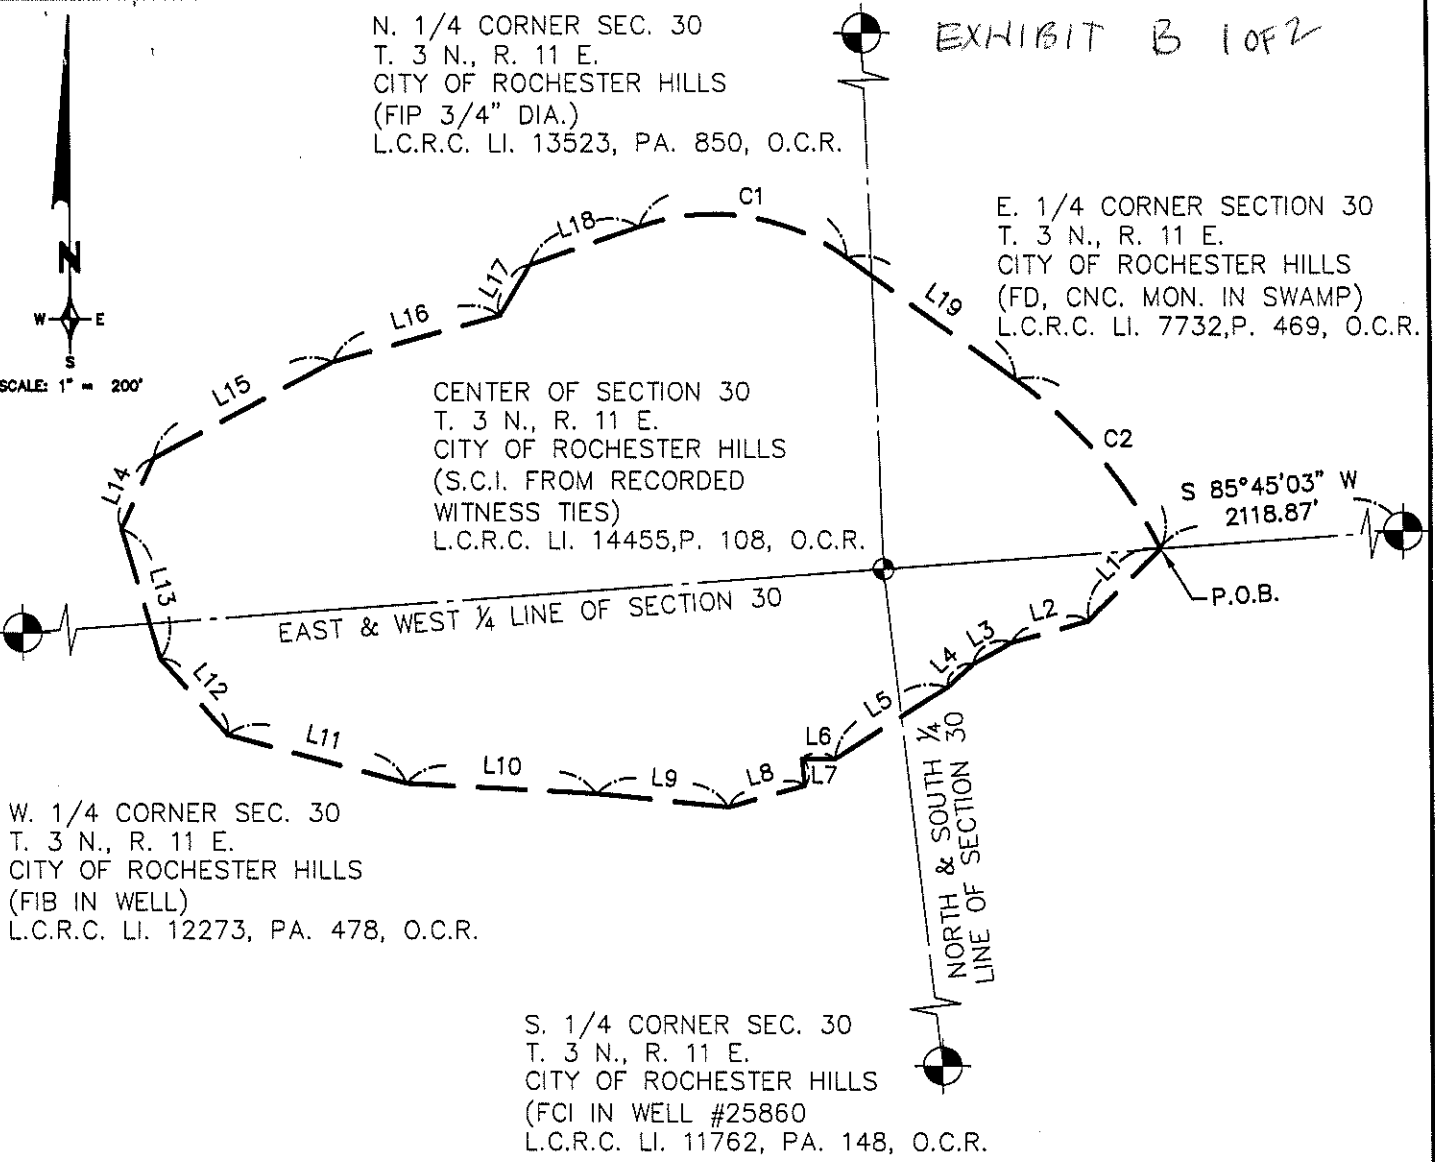 EXHIBIT B 1 OF 2
N. 1/4 CORNER SEC. 30
T. 3 N., R. 11 E.
CITY OF ROCHESTER HILLS
(FIP 3/4" DIA.)
L.C.R.C. LI. 13523, PA. 850, O.C.R.
E. 1/4 CORNER SECTION 30
T. 3 N., R. 11 E.
CITY OF ROCHESTER HILLS
(FD, CNC. MON. IN SWAMP)
L.C.R.C. LI. 7732,P. 469, O.C.R.
N
W E
S
SCALE: 1" = 200'
C1
L18
L17
L16
L19
L15
CENTER OF SECTION 30
T. 3 N., R. 11 E.
CITY OF ROCHESTER HILLS
(S.C.I. FROM RECORDED
WITNESS TIES)
L.C.R.C. LI. 14455,P. 108, O.C.R.
C2
L14
S 85°45'03" W
2118.87'
L13
L1
P.O.B.
EAST & WEST ¼ LINE OF SECTION 30
L2
L3
L4
L12
L5
L11
L6
L10
L9
L8
L7
NORTH & SOUTH ¼
LINE OF SECTION 30
W. 1/4 CORNER SEC. 30
T. 3 N., R. 11 E.
CITY OF ROCHESTER HILLS
(FIB IN WELL)
L.C.R.C. LI. 12273, PA. 478, O.C.R.
S. 1/4 CORNER SEC. 30
T. 3 N., R. 11 E.
CITY OF ROCHESTER HILLS
(FCI IN WELL #25860
L.C.R.C. LI. 11762, PA. 148, O.C.R.